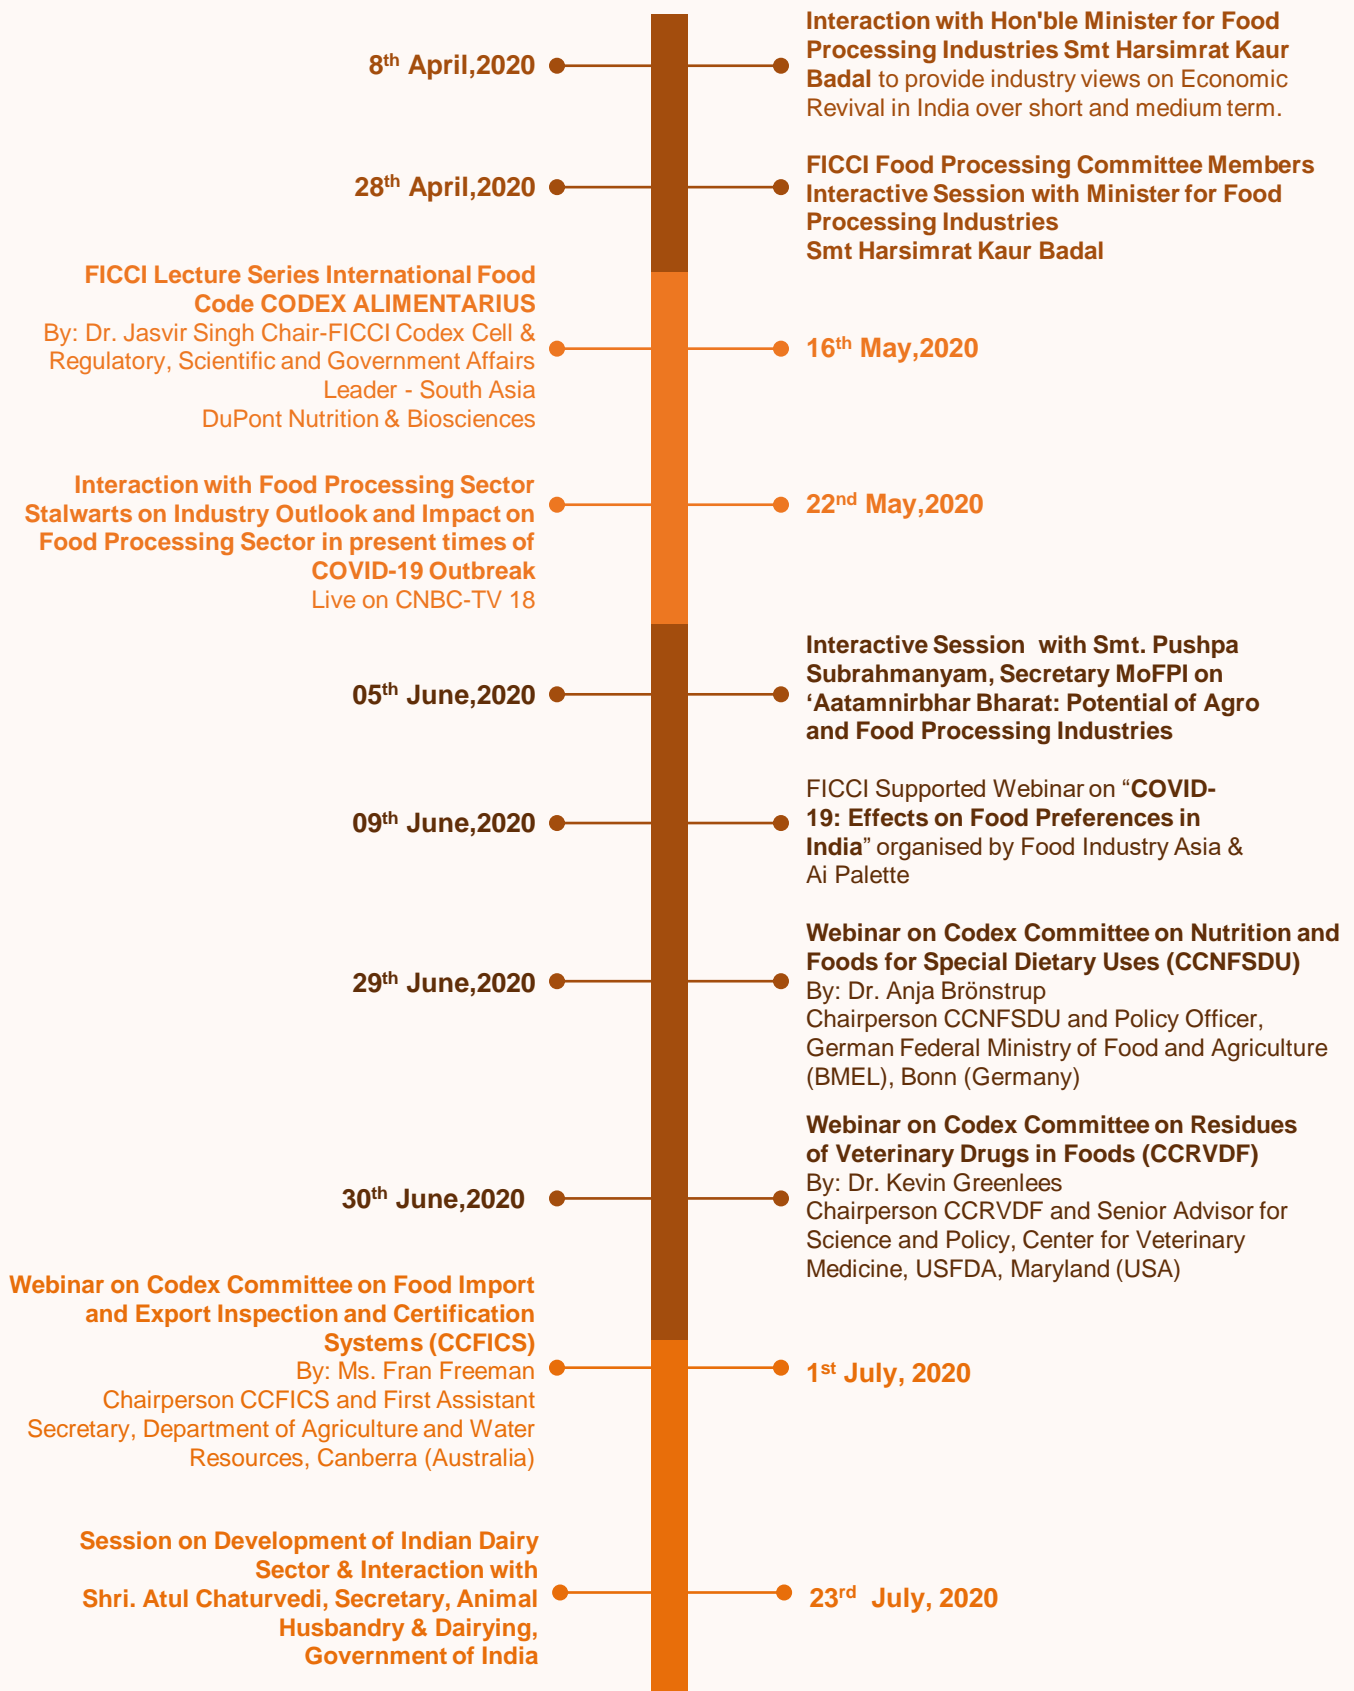 8th April,2020
Interaction with Hon'ble Minister for Food
Processing Industries Smt Harsimrat Kaur
Badal to provide industry views on Economic
Revival in India over short and medium term.
28th April,2020
FICCI Food Processing Committee Members
Interactive Session with Minister for Food
Processing Industries
Smt Harsimrat Kaur Badal
FICCI Lecture Series International Food
Code CODEX ALIMENTARIUS
By: Dr. Jasvir Singh Chair-FICCI Codex Cell &
Regulatory, Scientific and Government Affairs
Leader - South Asia
DuPont Nutrition & Biosciences
16th May,2020
Interaction with Food Processing Sector
Stalwarts on Industry Outlook and Impact on
Food Processing Sector in present times of
COVID-19 Outbreak
Live on CNBC-TV 18
22nd May,2020
05th June,2020
Interactive Session with Smt. Pushpa
Subrahmanyam, Secretary MoFPI on
‘Aatamnirbhar Bharat: Potential of Agro
and Food Processing Industries
09th June,2020
FICCI Supported Webinar on “COVID-
19: Effects on Food Preferences in
India” organised by Food Industry Asia &
Ai Palette
29th June,2020
Webinar on Codex Committee on Nutrition and
Foods for Special Dietary Uses (CCNFSDU)
By: Dr. Anja Brönstrup
Chairperson CCNFSDU and Policy Officer,
German Federal Ministry of Food and Agriculture
(BMEL), Bonn (Germany)
30th June,2020
Webinar on Codex Committee on Residues
of Veterinary Drugs in Foods (CCRVDF)
By: Dr. Kevin Greenlees
Chairperson CCRVDF and Senior Advisor for
Science and Policy, Center for Veterinary
Medicine, USFDA, Maryland (USA)
Webinar on Codex Committee on Food Import
and Export Inspection and Certification
Systems (CCFICS)
By: Ms. Fran Freeman
Chairperson CCFICS and First Assistant
Secretary, Department of Agriculture and Water
Resources, Canberra (Australia)
1st July, 2020
Session on Development of Indian Dairy
Sector & Interaction with
Shri. Atul Chaturvedi, Secretary, Animal
Husbandry & Dairying,
Government of India
23rd July, 2020